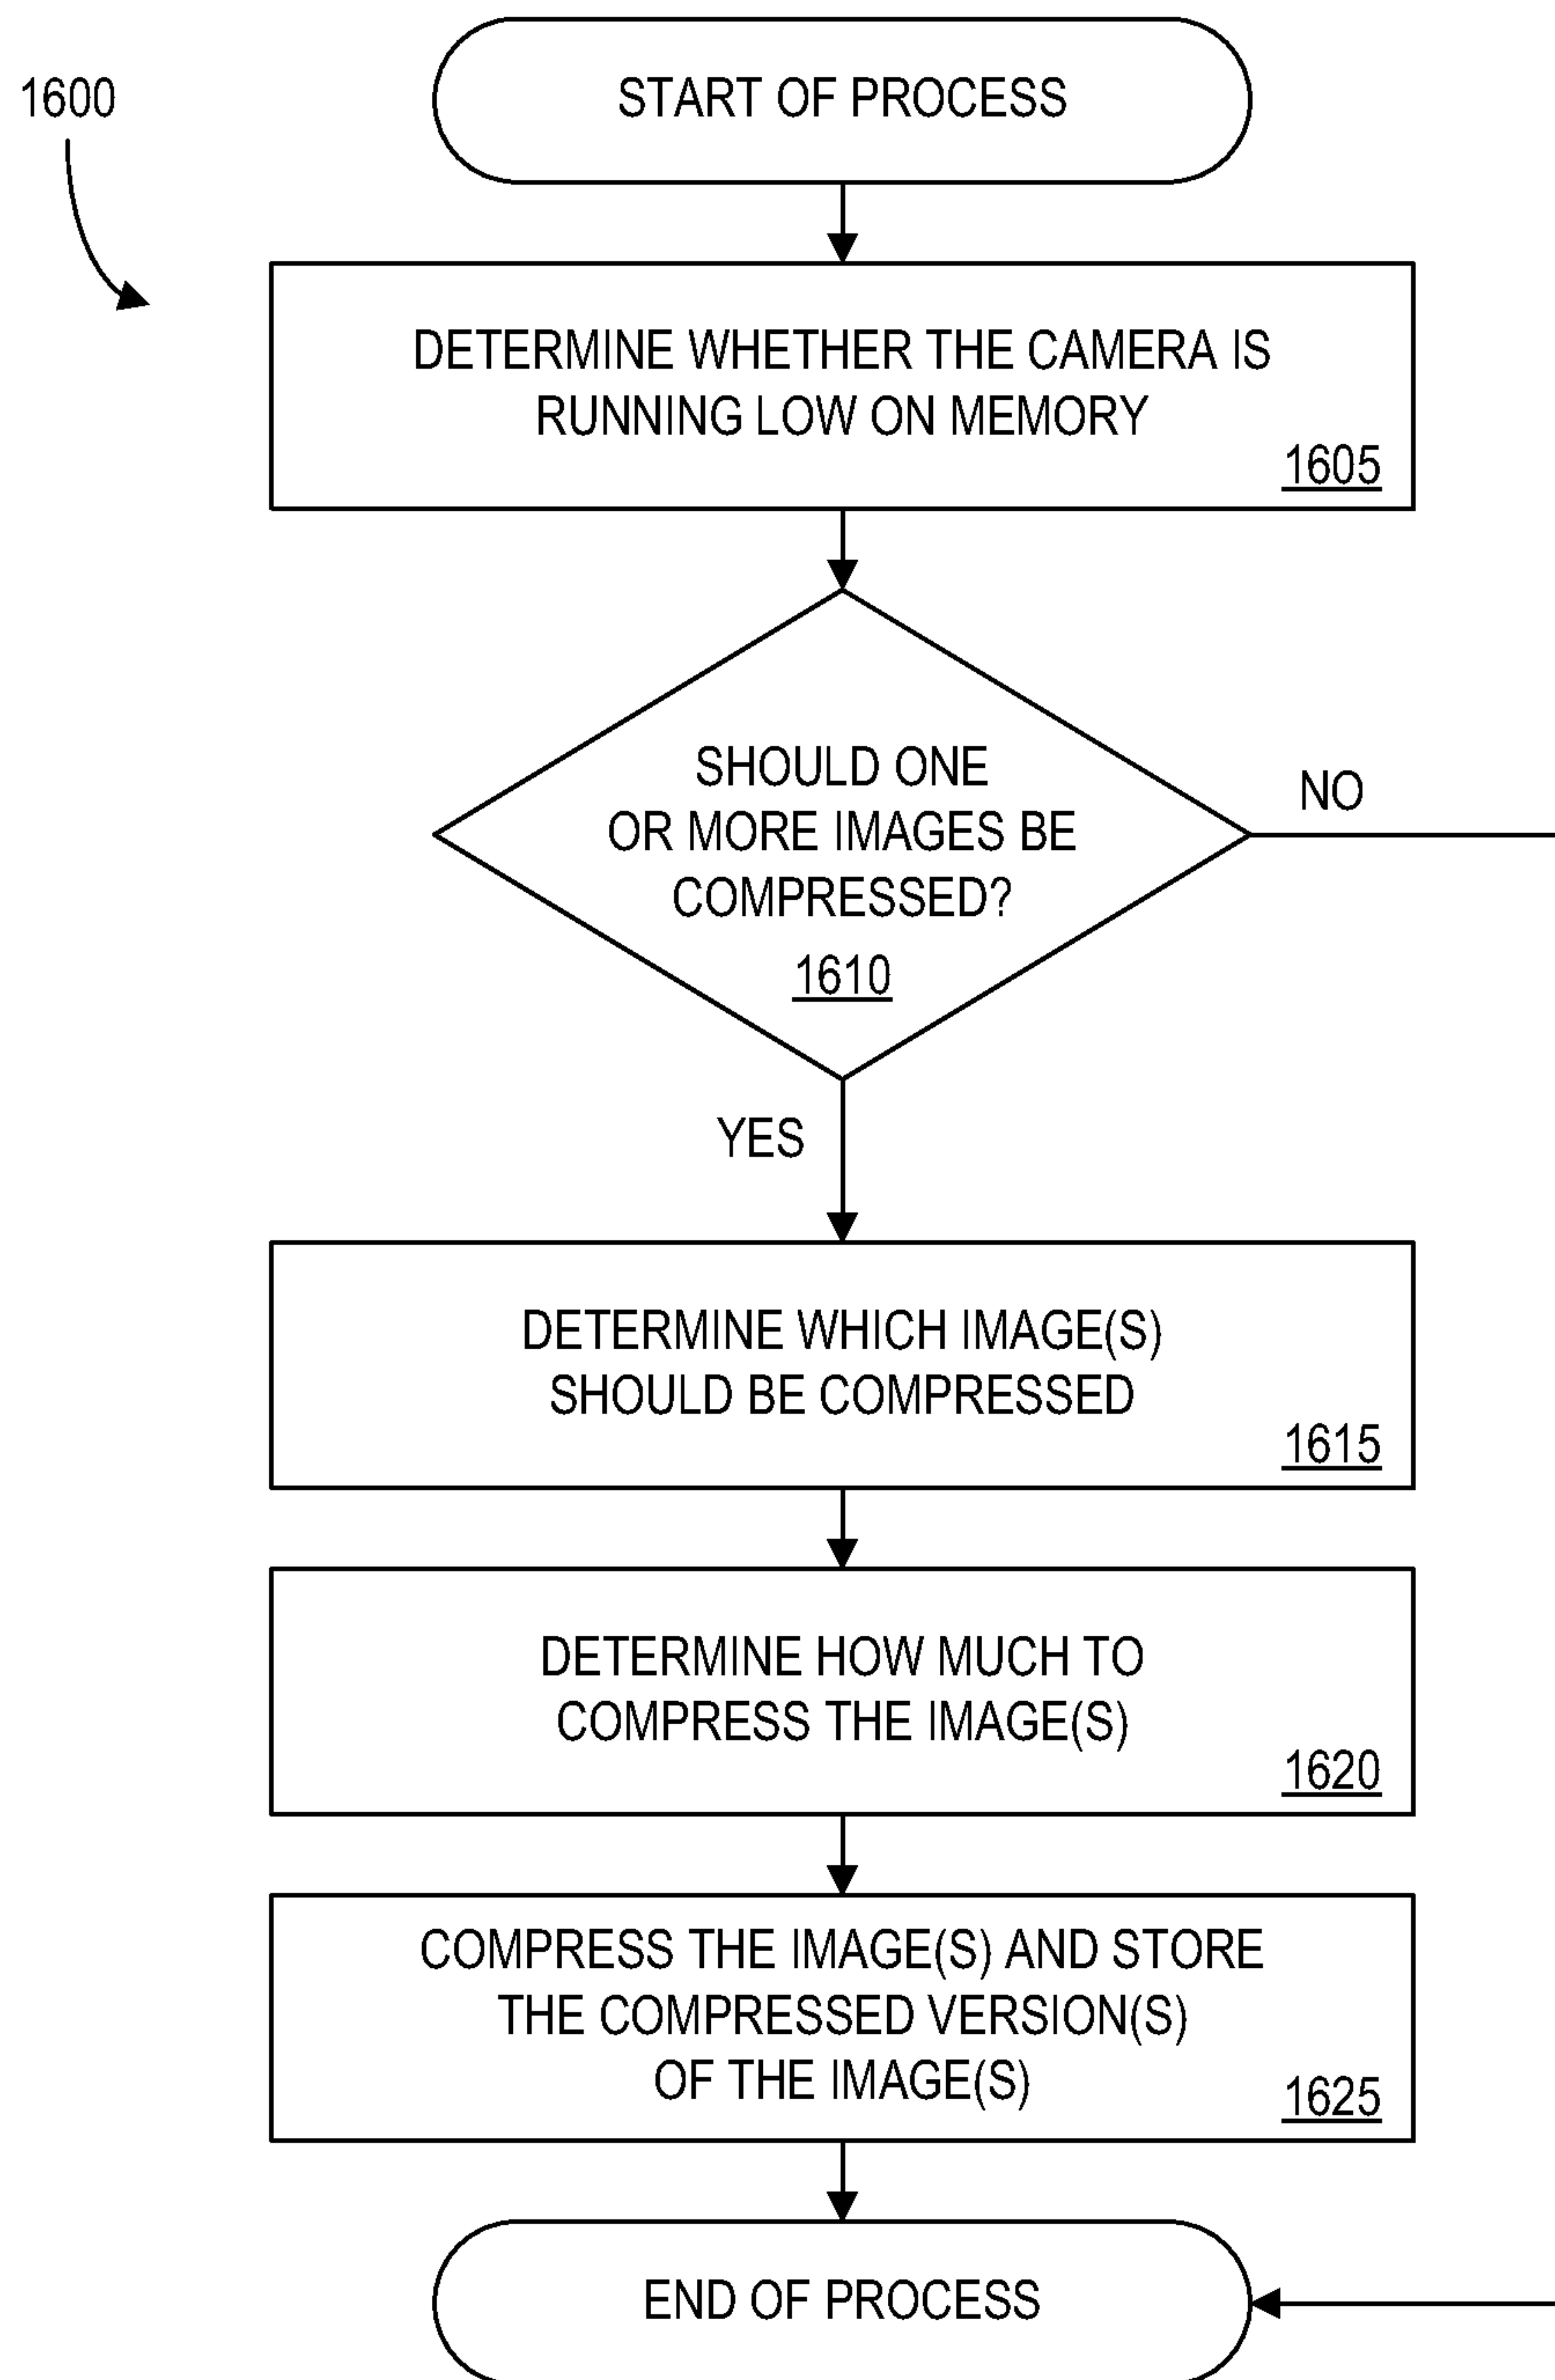 1600
START OF PROCESS
DETERMINE WHETHER THE CAMERA IS
RUNNING LOW ON MEMORY
1605
SHOULD ONE
OR MORE IMAGES BE
COMPRESSED?
1610
NO
YES
DETERMINE WHICH IMAGE(S)
SHOULD BE COMPRESSED
1615
DETERMINE HOW MUCH TO
COMPRESS THE IMAGE(S)
1620
COMPRESS THE IMAGE(S) AND STORE
THE COMPRESSED VERSION(S)
OF THE IMAGE(S)
1625
END OF PROCESS